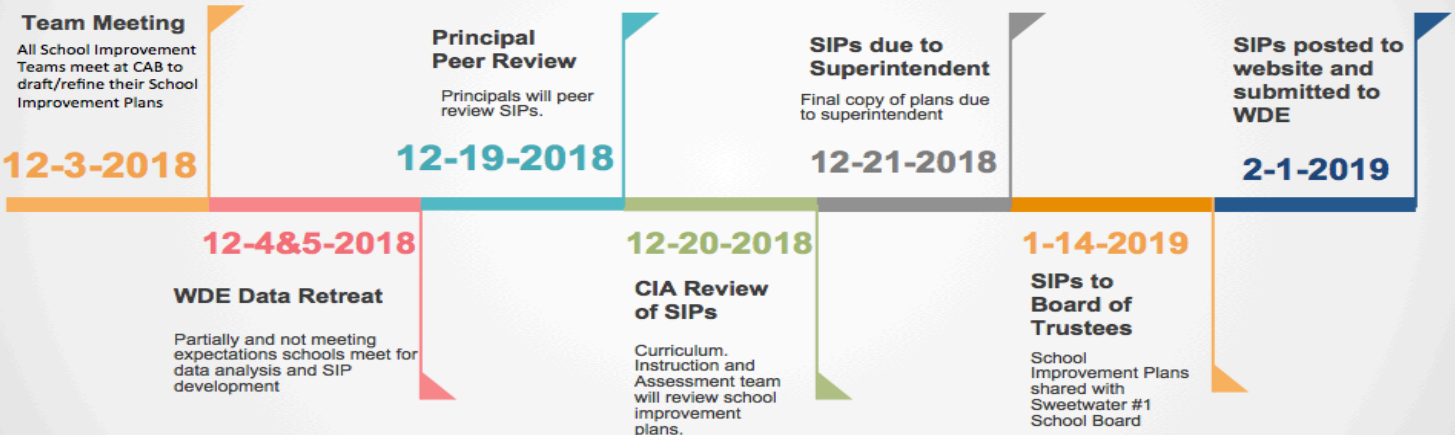 Team Meeting
All School Improvement
Teams meet at CAB to
draft/refine their School
Improvement Plans
12-3-2018
12-4&5-2018
WDE Data Retreat
Partially and not meeting
expectations schools meet for
data analysis and SIP
development
Principal
Peer Review
Principals will peer
review SIPs.
12-19-2018
12-20-2018
CIA Review
of SIPs
Curriculum.
Instruction and
Assessment team
will review school
improvement
plans.
SIPs due to
Superintendent
Final copy of plans due
to superintendent
12-21-2018
1-14-2019
SIPs to
Board of
Trustees
School
Improvement Plans
shared with
Sweetwater #1
School Board
SIPs posted to
website and
submitted to
WDE
2-1-2019